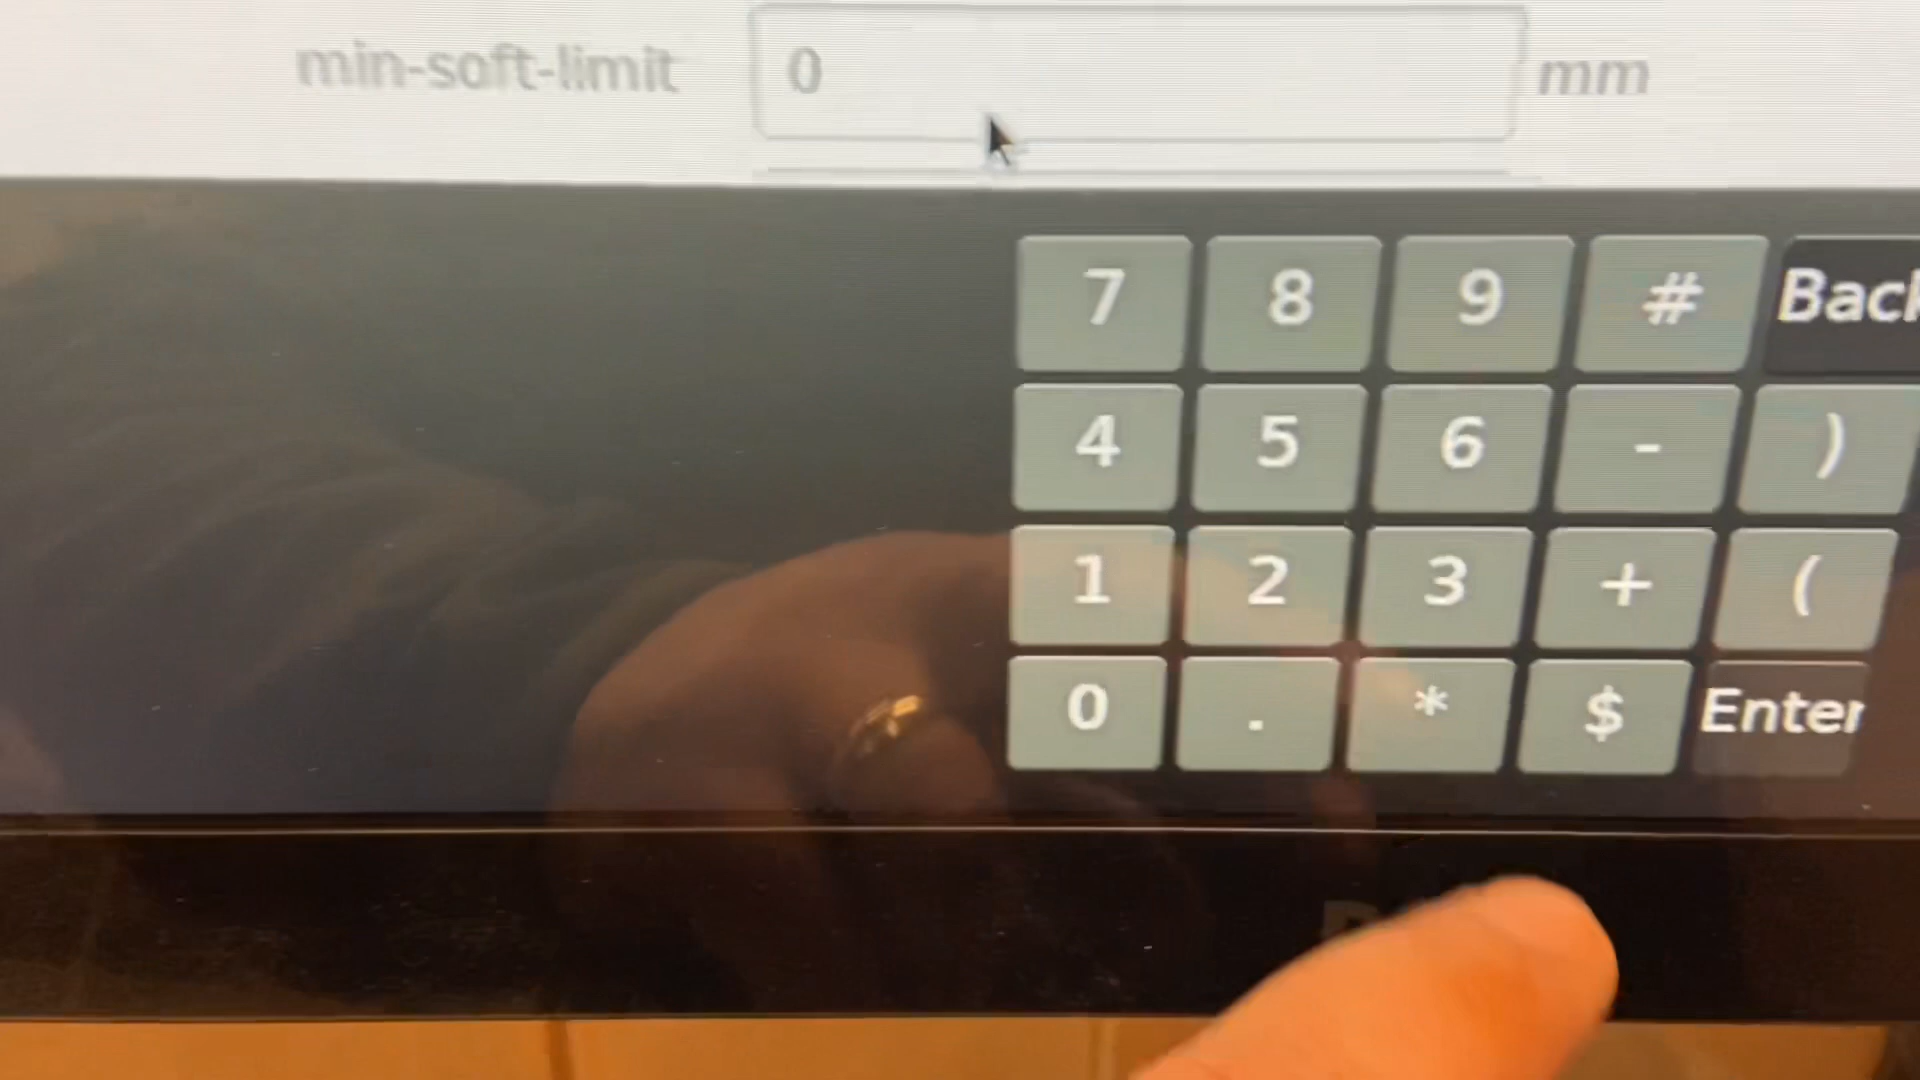 min-soft-limit 0 mm
7 8 9 # Back
4 5 6 - )
1 2 3 + (
0 . * $ Enter